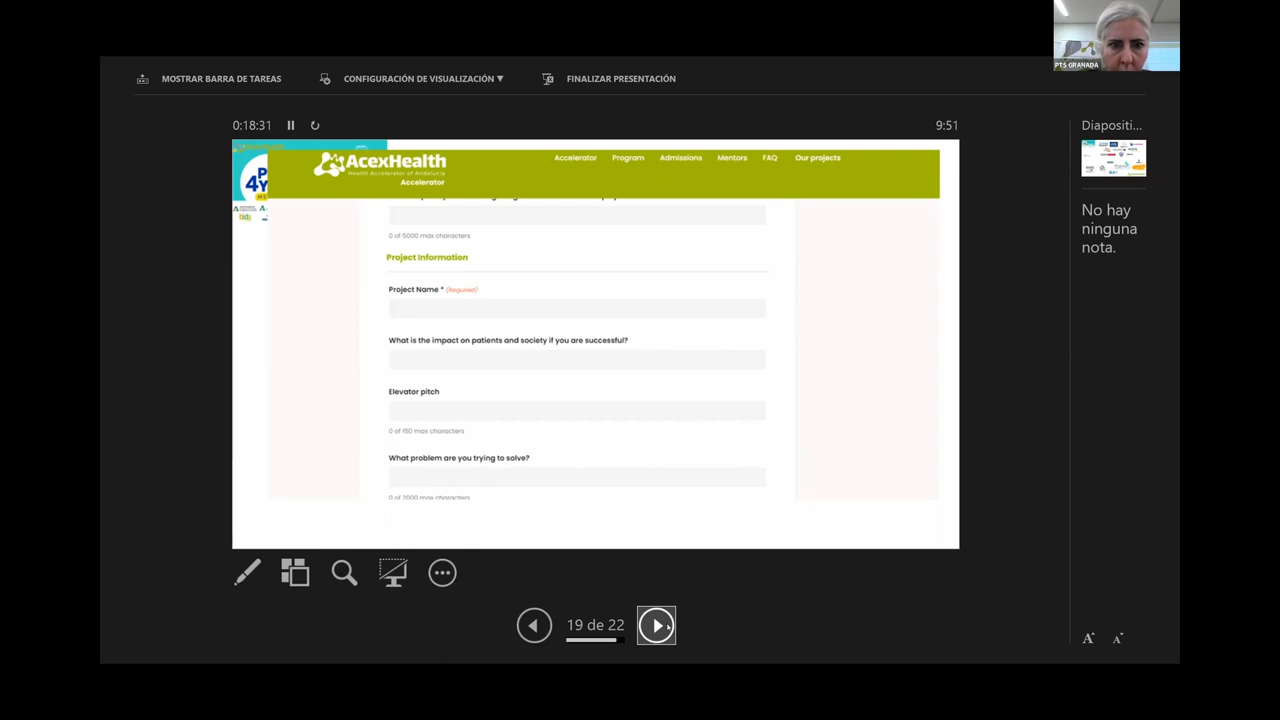 PTS GRANADA
MOSTRAR BARRA DE TAREAS
CONFIGURACIÓN DE VISUALIZACIÓN ▼
FINALIZAR PRESENTACIÓN
0:18:31
9:51
Diapositi...
AcexHealth
Health Accelerator of Andalucía
Accelerator
Accelerator Program Admissions Mentors FAQ Our projects
0 of 5000 max characters
Project Information
Project Name * (Required)
What is the impact on patients and society if you are successful?
Elevator pitch
0 of 150 max characters
What problem are you trying to solve?
0 of 2000 max characters
No hay
ninguna
nota.
19 de 22